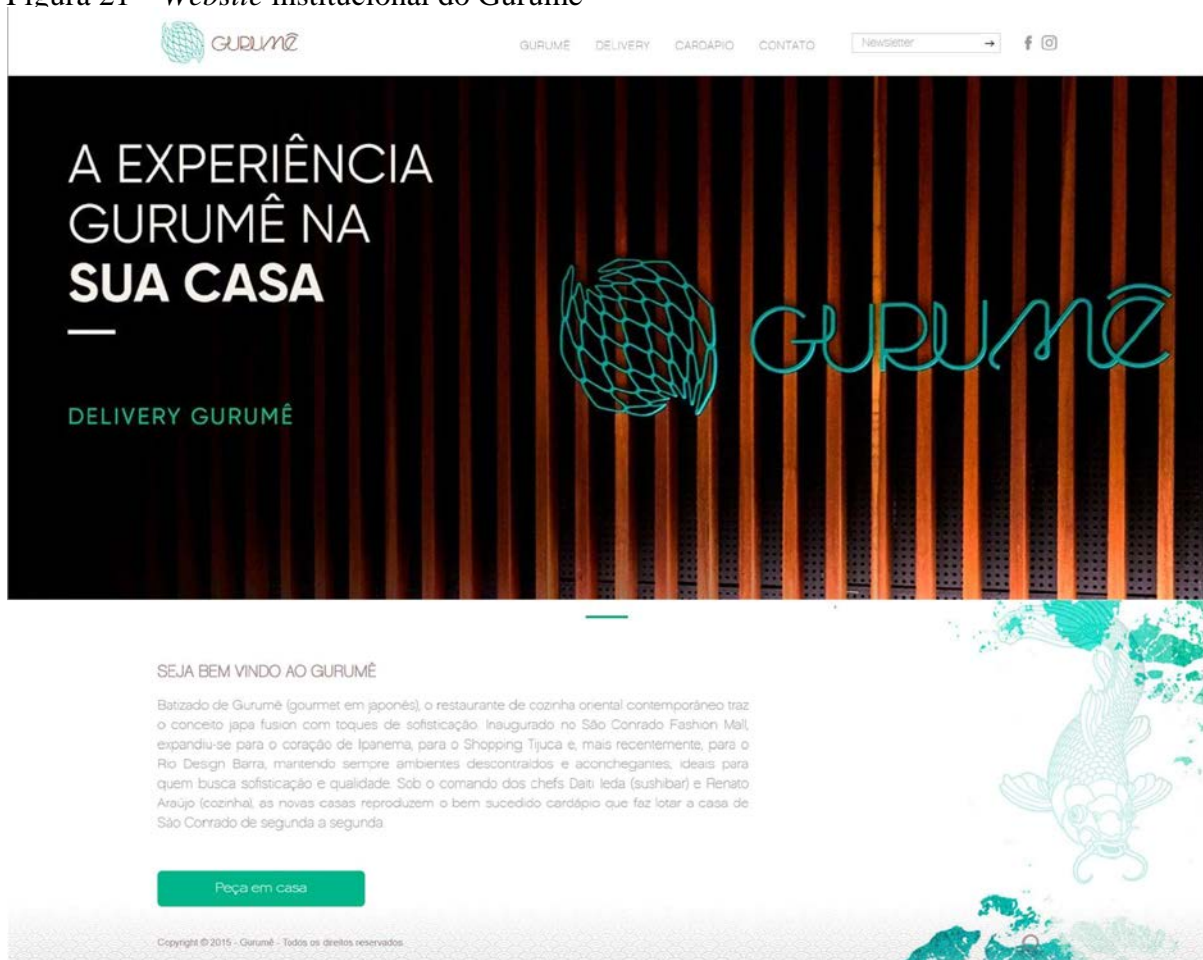 Figura 21 – Website institucional do Gurumê
GURUMÊ
GURUMÊ DELIVERY CARDÁPIO CONTATO Newsletter → f
A EXPERIÊNCIA
GURUMÊ NA
SUA CASA
GURUMÊ
DELIVERY GURUMÊ
SEJA BEM VINDO AO GURUMÊ
Batizado de Gurumê (gourmet em japonês), o restaurante de cozinha oriental contemporâneo traz
o conceito japa fusion com toques de sofisticação. Inaugurado no São Conrado Fashion Mall,
expandiu-se para o coração de Ipanema, para o Shopping Tijuca e, mais recentemente, para o
Rio Design Barra, mantendo sempre ambientes descontraídos e aconchegantes, ideais para
quem busca sofisticação e qualidade. Sob o comando dos chefs Daiti Ieda (sushibar) e Renato
Araújo (cozinha), as novas casas reproduzem o bem sucedido cardápio que faz lotar a casa de
São Conrado de segunda a segunda.
Peça em casa
Copyright © 2015 - Gurumê - Todos os direitos reservados.